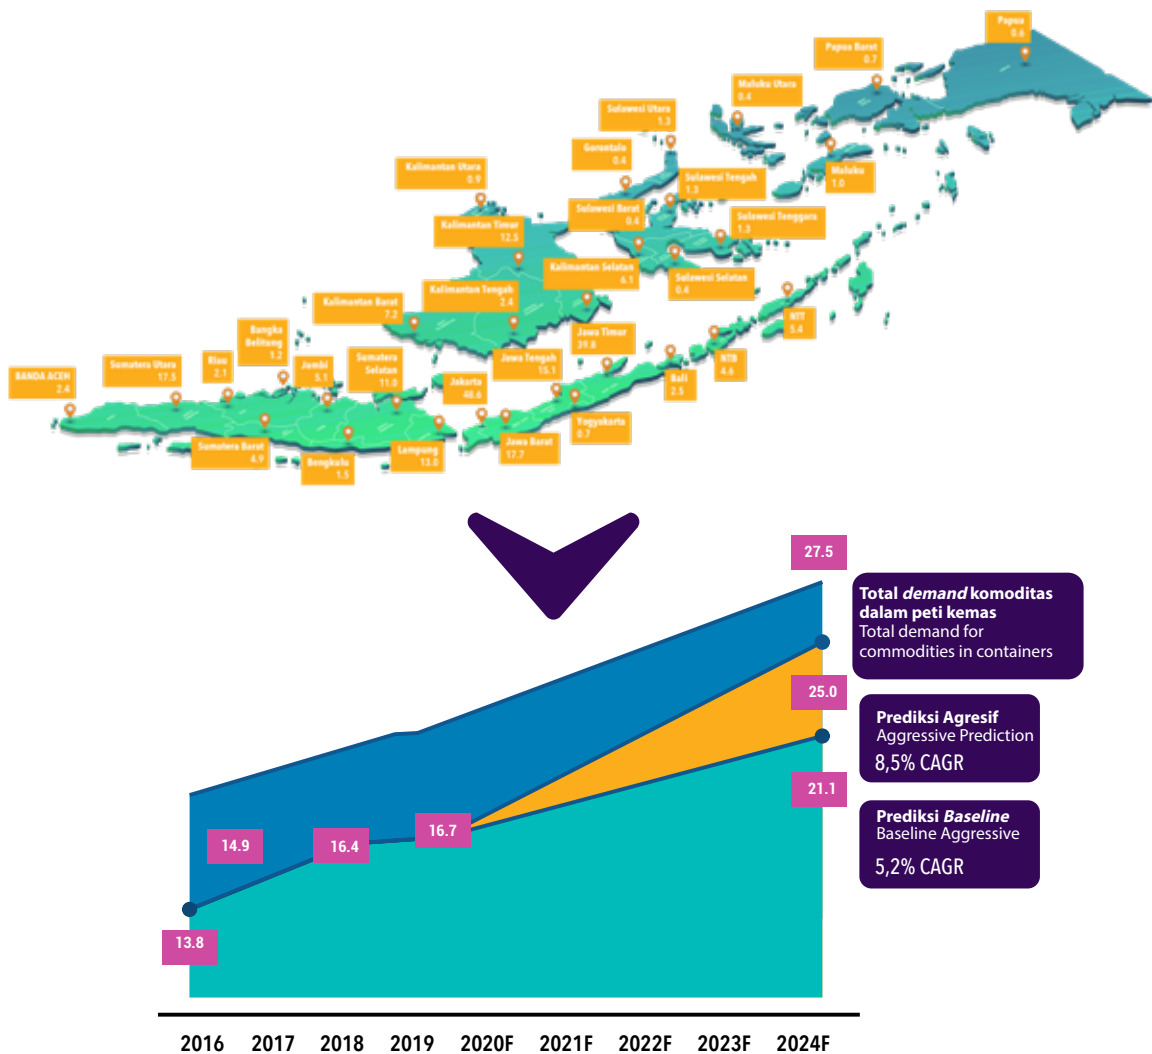 Papua
0.6
Papua Barat
0.7
Maluku Utara
0.4
Sulawesi Utara
1.3
Gorontalo
0.4
Maluku
1.0
Kalimantan Utara
0.9
Sulawesi Tengah
1.3
Sulawesi Barat
0.4
Sulawesi Tenggara
1.3
Kalimantan Timur
12.5
Kalimantan Selatan
6.1
Sulawesi Selatan
0.4
Kalimantan Tengah
2.4
Kalimantan Barat
7.2
NTT
5.4
Bangka
Belitung
1.2
Jawa Timur
39.8
NTB
4.6
Riau
2.1
Sumatera Utara
17.5
Jambi
5.1
Sumatera
Selatan
11.0
Jawa Tengah
15.1
BANDA ACEH
2.4
Jakarta
48.6
Bali
2.5
Yogyakarta
0.7
Sumatera Barat
4.9
Bengkulu
1.5
Lampung
13.0
Jawa Barat
17.7
27.5
Total demand komoditas
dalam peti kemas
Total demand for
commodities in containers
25.0
Prediksi Agresif
Aggressive Prediction
8,5% CAGR
21.1
Prediksi Baseline
Baseline Aggressive
5,2% CAGR
14.9
16.4
16.7
13.8
2016 2017 2018 2019 2020F 2021F 2022F 2023F 2024F